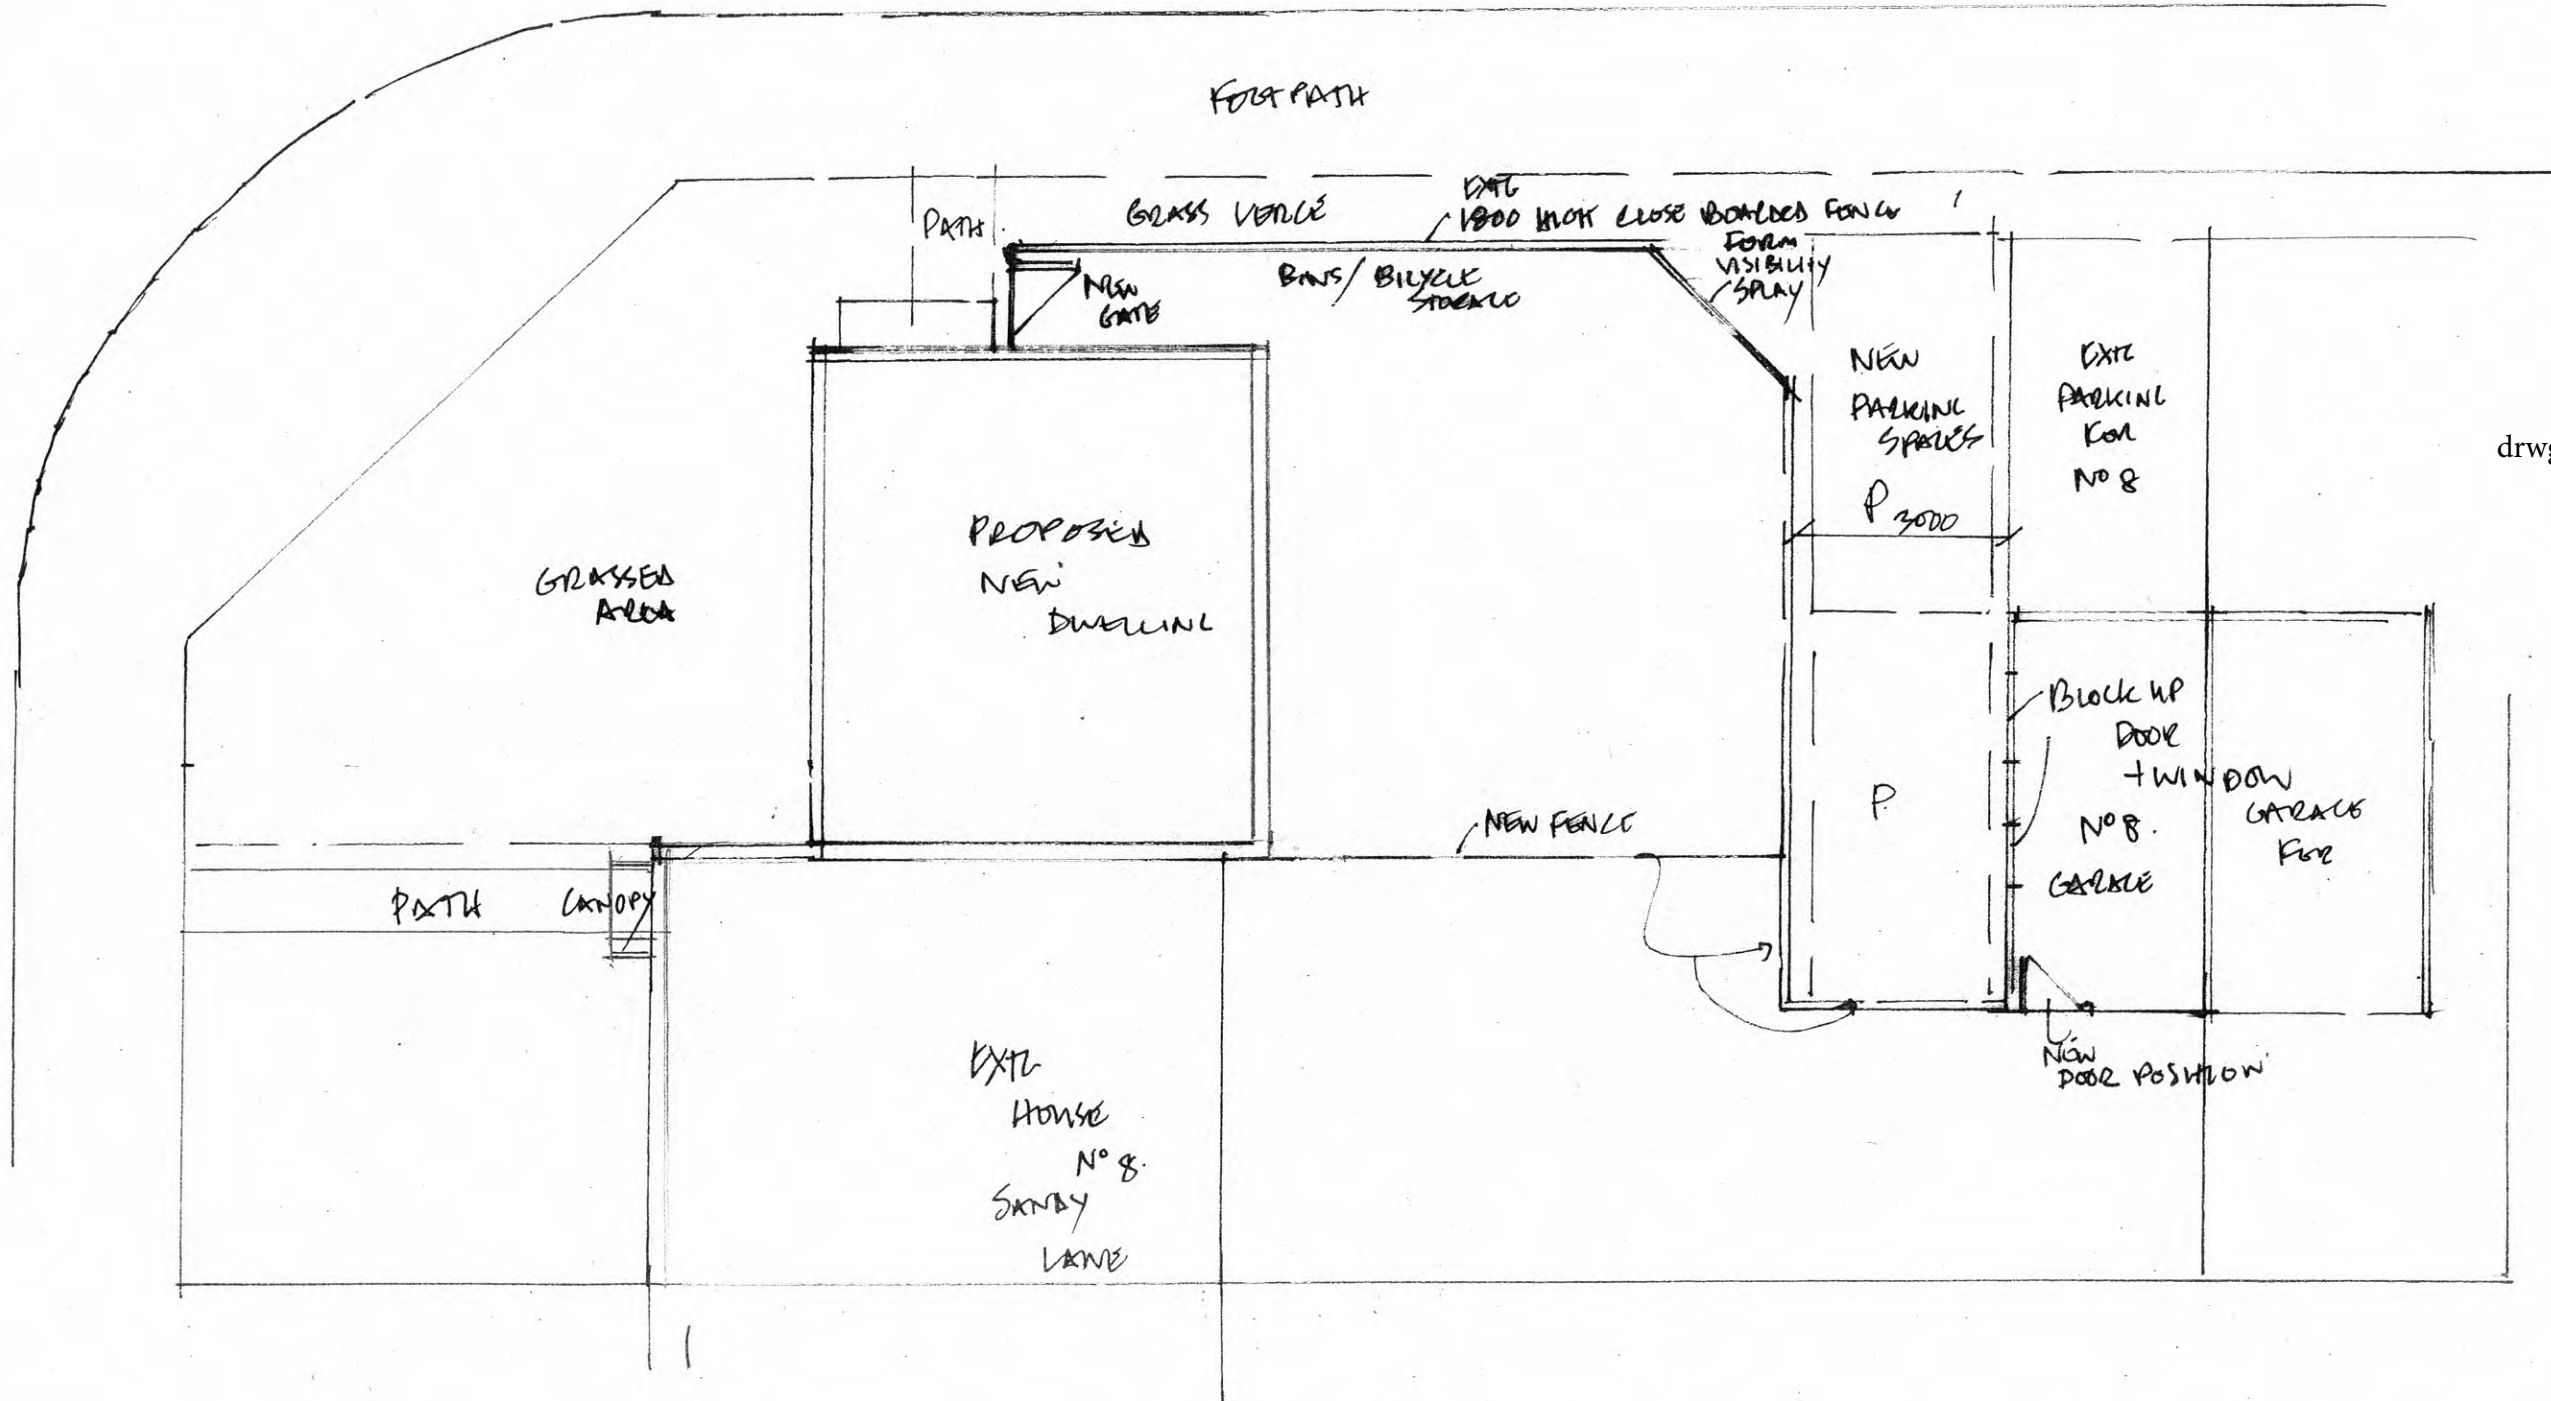 FOOTPATH
PATH
GRASS VERGE
EXTG
1800 HIGH CLOSE BOARDED FENCE
FORM
VISIBILITY
SPLAY
NEW
GATE
BINS/ BICYCLE
STORAGE
NEW
PARKING
SPACES
P 3000
EXTG
PARKING
FOR
Nº 8
drwg
GRASSED
AREA
PROPOSED
NEW
DWELLING
BLOCK UP
DOOR
+ WINDOW
P
Nº 8.
GARAGE
GARAGE
FOR
NEW FENCE
PATH
CANOPY
EXTG
HOUSE
Nº 8.
SANDY
LANE
NEW
DOOR POSITION